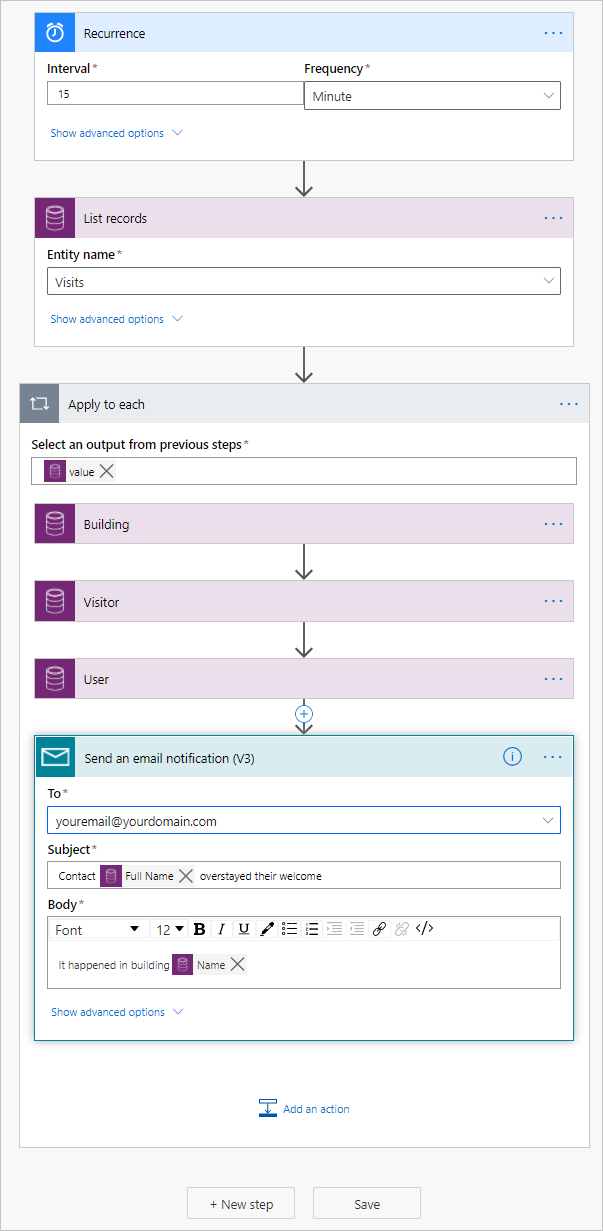 Recurrence ...
Interval* Frequency*
15 Minute
Show advanced options
List records ...
Entity name*
Visits
Show advanced options
Apply to each ...
Select an output from previous steps*
value
Building ...
Visitor ...
User ...
Send an email notification (V3) i ...
To*
youremail@yourdomain.com
Subject*
Contact Full Name overstayed their welcome
Body*
Font 12 B I U </>
It happened in building Name
Show advanced options
Add an action
+ New step Save